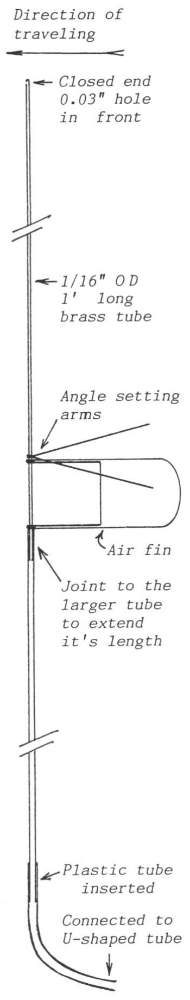 Direction of
traveling
Closed end
0.03" hole
in front
1/16" OD
1' long
brass tube
Angle setting
arms
Air fin
Joint to the
larger tube
to extend
it's length
Plastic tube
inserted
Connected to
U-shaped tube